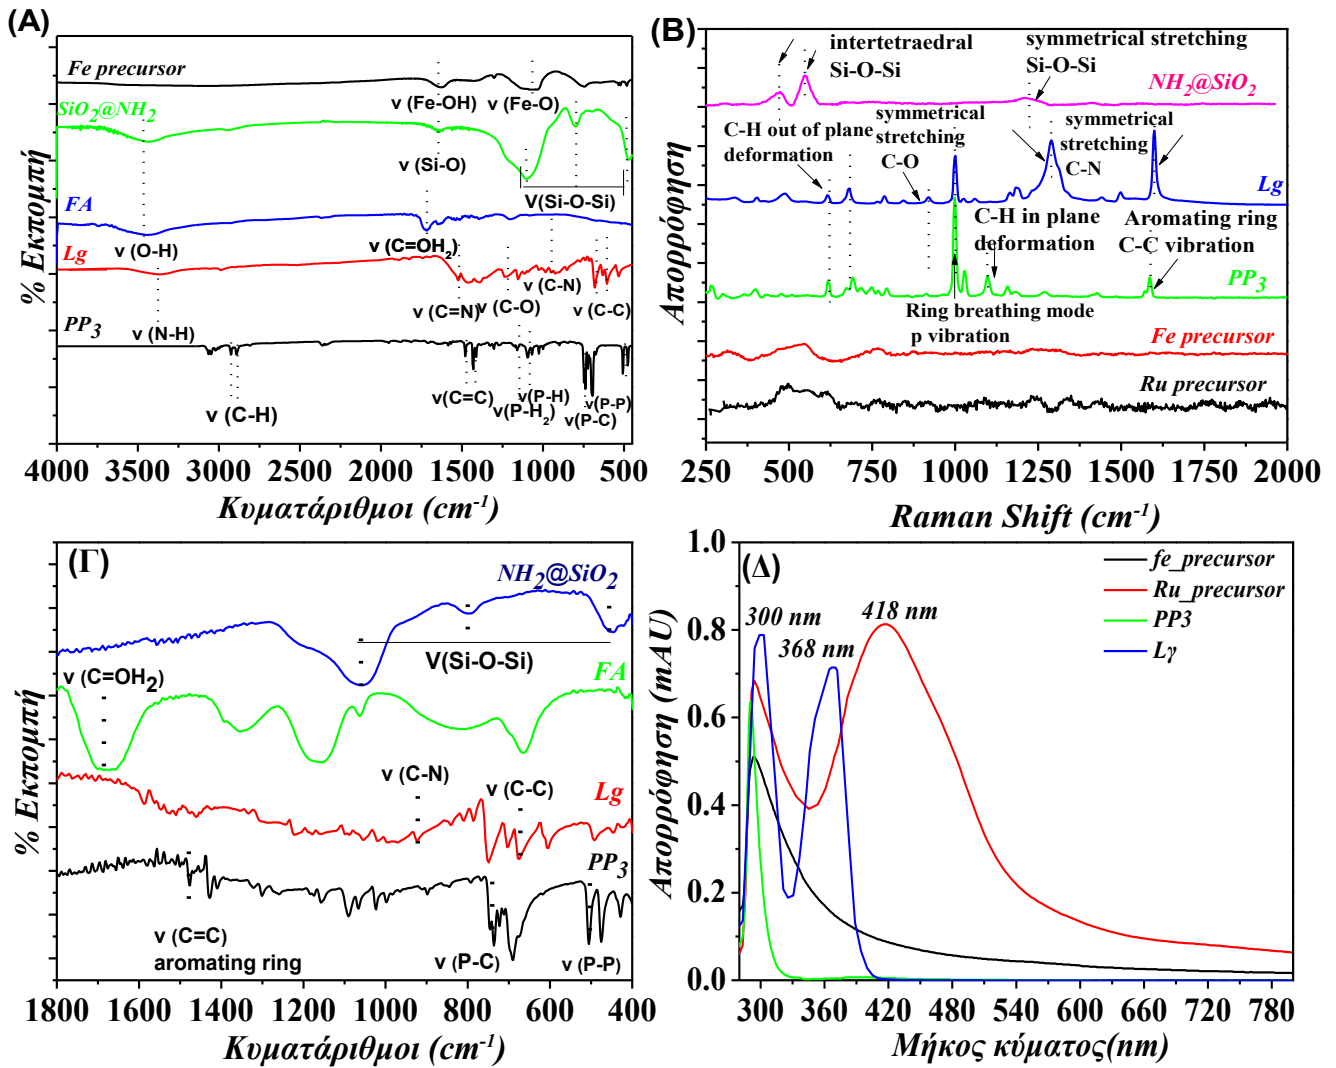 (A)
Fe precursor
SiO2@NH2
ν (Fe-OH)
ν (Fe-O)
ν (Si-O)
V(Si-O-Si)
FA
ν (O-H)
ν (C=OH2)
Lg
ν (C-N)
ν (N-H)
ν (C=N)
ν (C-O)
ν (C-C)
PP3
ν (C-H)
ν(C=C)
ν(P-H)
ν(P-H2)
ν(P-P)
ν(P-C)
% Εκπομπή
4000 3500 3000 2500 2000 1500 1000 500
Κυματάριθμοι (cm-1)
(B)
intertetraedral
Si-O-Si
symmetrical stretching
Si-O-Si
NH2@SiO2
C-H out of plane
deformation
symmetrical
stretching
C-O
symmetrical
stretching
C-N
Lg
C-H in plane
deformation
Aromating ring
C-C vibration
PP3
Ring breathing mode
p vibration
Fe precursor
Ru precursor
Απορρόφηση
250 500 750 1000 1250 1500 1750 2000
Raman Shift (cm-1)
(Γ)
NH2@SiO2
V(Si-O-Si)
ν (C=OH2)
FA
ν (C-N)
Lg
ν (C-C)
PP3
ν (C=C)
aromating ring
ν (P-C)
ν (P-P)
% Εκπομπή
1800 1600 1400 1200 1000 800 600 400
Κυματάριθμοι (cm-1)
(Δ)
fe_precursor
Ru_precursor
PP3
Lγ
300 nm
368 nm
418 nm
Απορρόφηση (mAU)
1.0
0.8
0.6
0.4
0.2
0.0
300 360 420 480 540 600 660 720 780
Μήκος κύματος(nm)